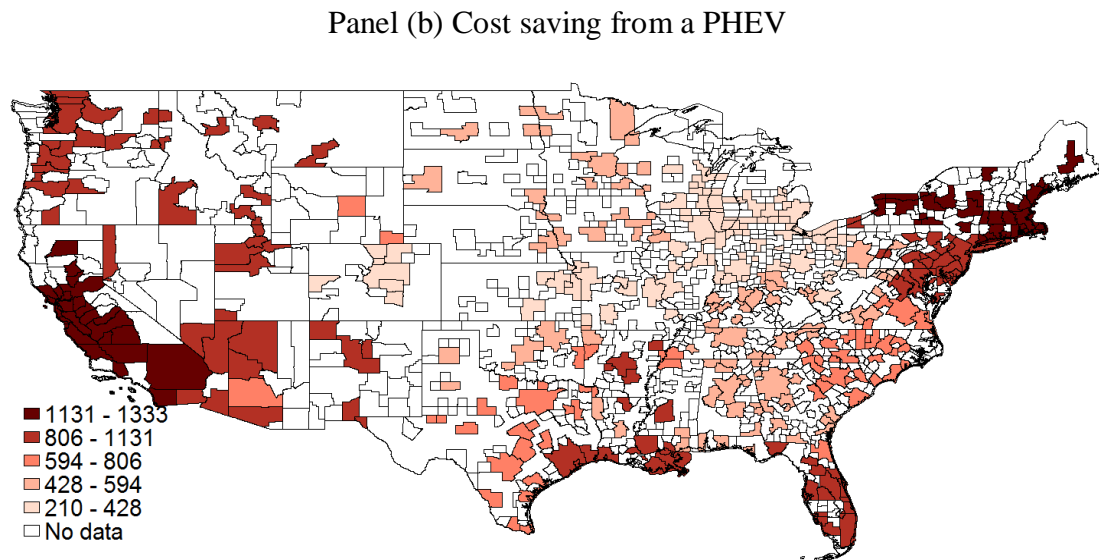 Panel (b) Cost saving from a PHEV
1131 - 1333
806 - 1131
594 - 806
428 - 594
210 - 428
No data